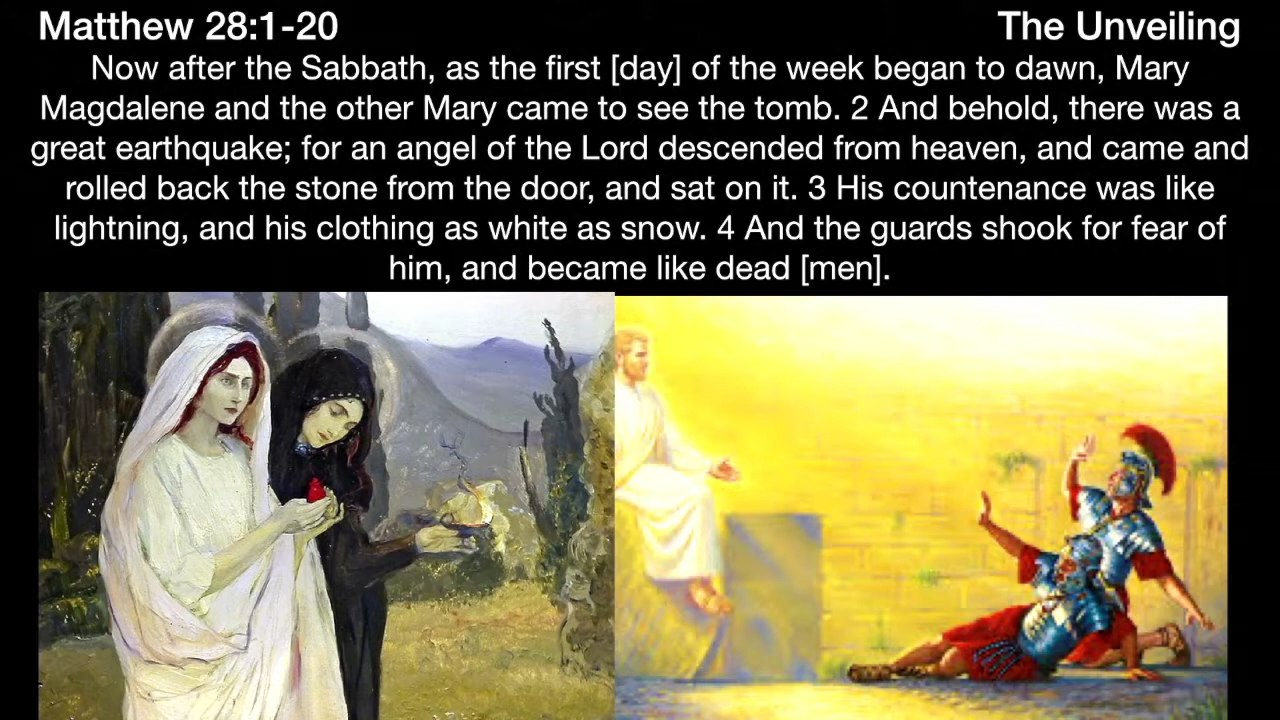 Matthew 28:1-20
The Unveiling
Now after the Sabbath, as the first [day] of the week began to dawn, Mary
Magdalene and the other Mary came to see the tomb. 2 And behold, there was a
great earthquake; for an angel of the Lord descended from heaven, and came and
rolled back the stone from the door, and sat on it. 3 His countenance was like
lightning, and his clothing as white as snow. 4 And the guards shook for fear of
him, and became like dead [men].